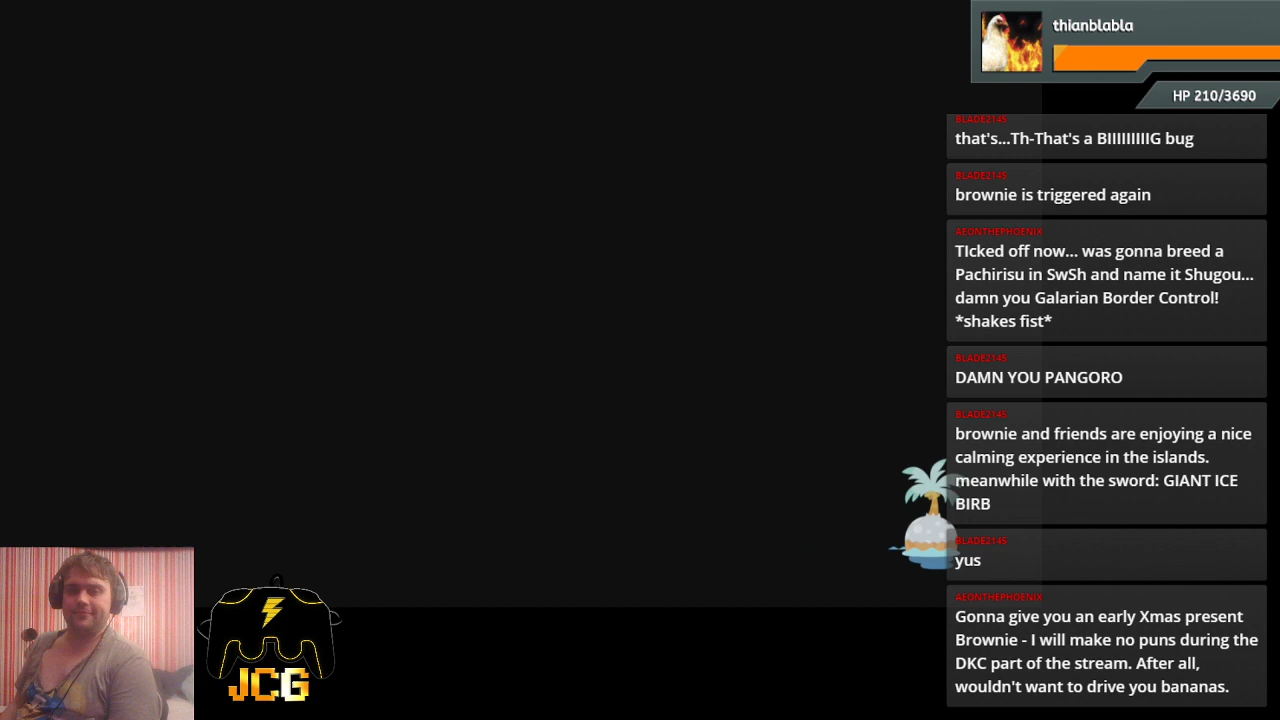 thianblabla
HP 210/3690
BLADE2145
that's...Th-That's a BIIIIIIIIG bug
BLADE2145
brownie is triggered again
AEONTHEPHOENIX
TIcked off now... was gonna breed a
Pachirisu in SwSh and name it Shugou...
damn you Galarian Border Control!
*shakes fist*
BLADE2145
DAMN YOU PANGORO
BLADE2145
brownie and friends are enjoying a nice
calming experience in the islands.
meanwhile with the sword: GIANT ICE
BIRB
BLADE2145
yus
AEONTHEPHOENIX
Gonna give you an early Xmas present
Brownie - I will make no puns during the
DKC part of the stream. After all,
wouldn't want to drive you bananas.
JCG